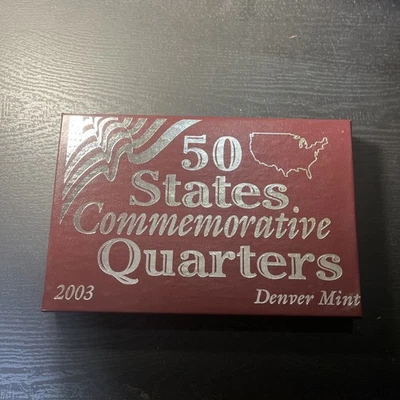 50
States
Commemorative
Quarters
2003 Denver Mint